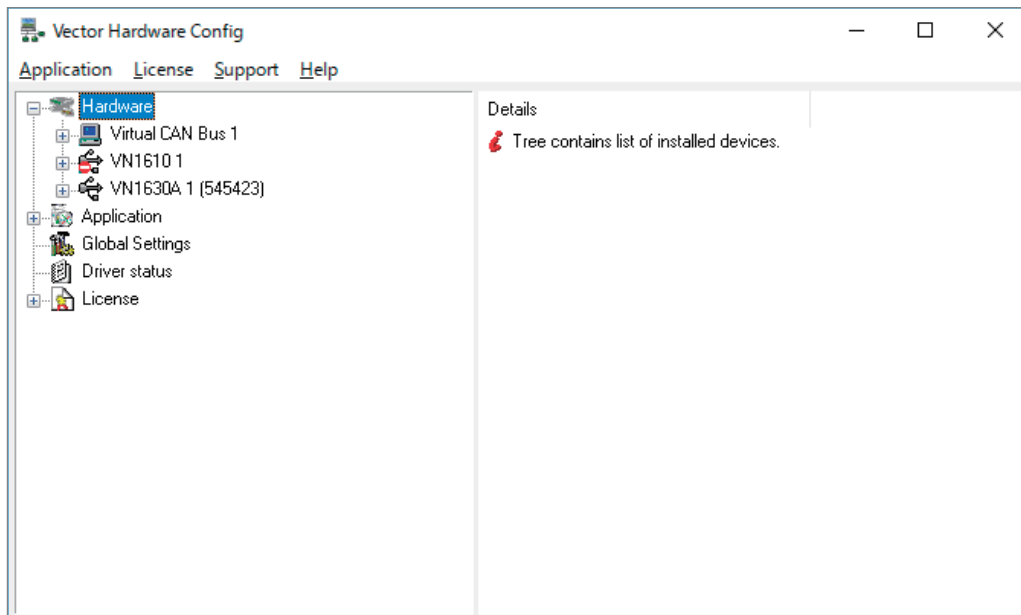 Vector Hardware Config
Application License Support Help
Hardware
Virtual CAN Bus 1
VN1610 1
VN1630A 1 (545423)
Application
Global Settings
Driver status
License
Details
Tree contains list of installed devices.